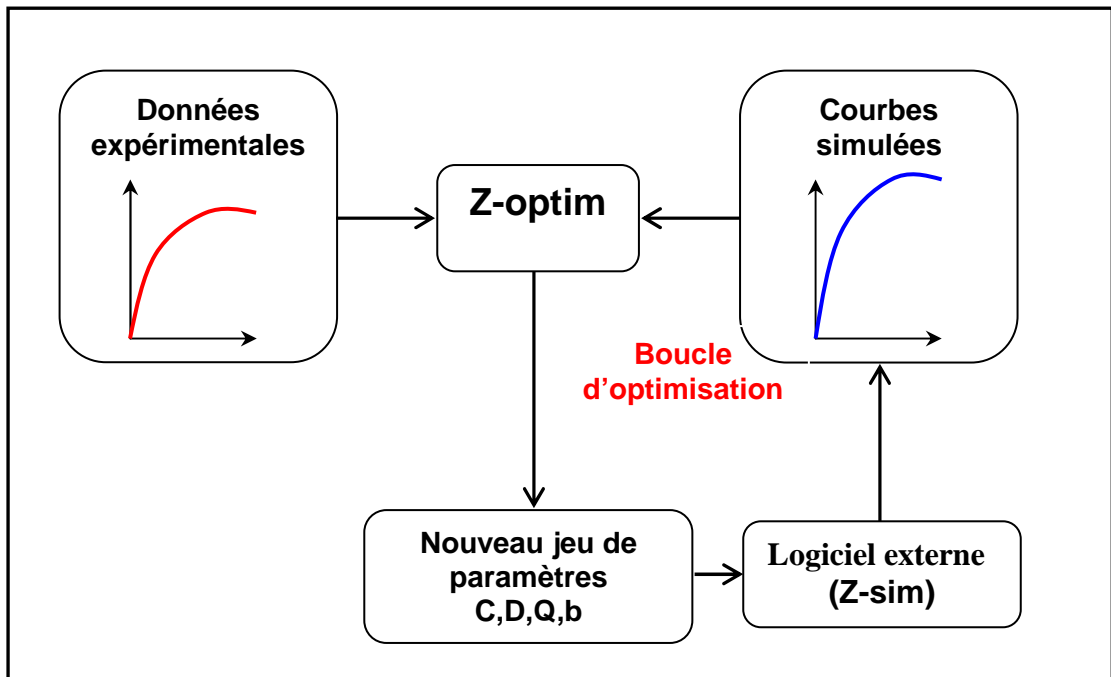 Données
expérimentales
Z-optim
Courbes
simulées
Boucle
d’optimisation
Nouveau jeu de
paramètres
C,D,Q,b
Logiciel externe
(Z-sim)